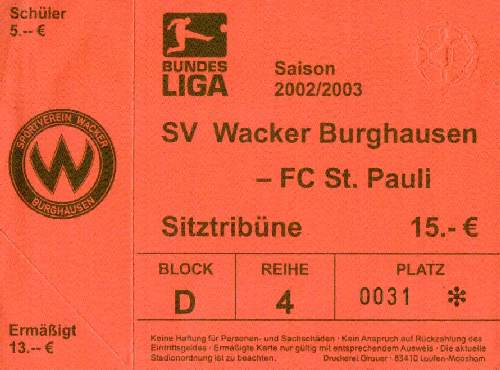 Schüler
5.-- €
SPORTVEREIN WACKER
BURGHAUSEN
Ermäßigt
13.-- €
BUNDES
LIGA
Saison
2002/2003
SV Wacker Burghausen
– FC St. Pauli
Sitztribüne 15.- €
BLOCK REIHE PLATZ
D 4 0031 *
Keine Haftung für Personen- und Sachschäden · Kein Anspruch auf Rückzahlung des
Eintrittsgeldes · Ermäßigte Karte nur gültig mit entsprechendem Ausweis · Die aktuelle
Stadionordnung ist zu beachten. Druckerei Grauer · 83410 Laufen-Moosham